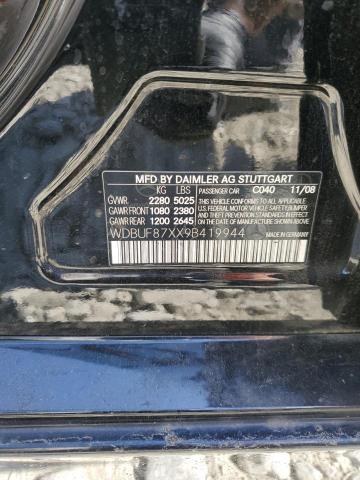 MFD BY DAIMLER AG STUTTGART
KG LBS PASSENGER CAR C040 11/08
GVWR 2280 5025 THIS VEHICLE CONFORMS TO ALL APPLICABLE
GAWR FRONT 1080 2380 U.S. FEDERAL MOTOR VEHICLE SAFETY, BUMPER
GAWR REAR 1200 2645 AND THEFT PREVENTION STANDARDS IN EFFECT
ON THE DATE OF MANUFACTURE SHOWN ABOVE
WDBUF87XX9B419944
MADE IN GERMANY